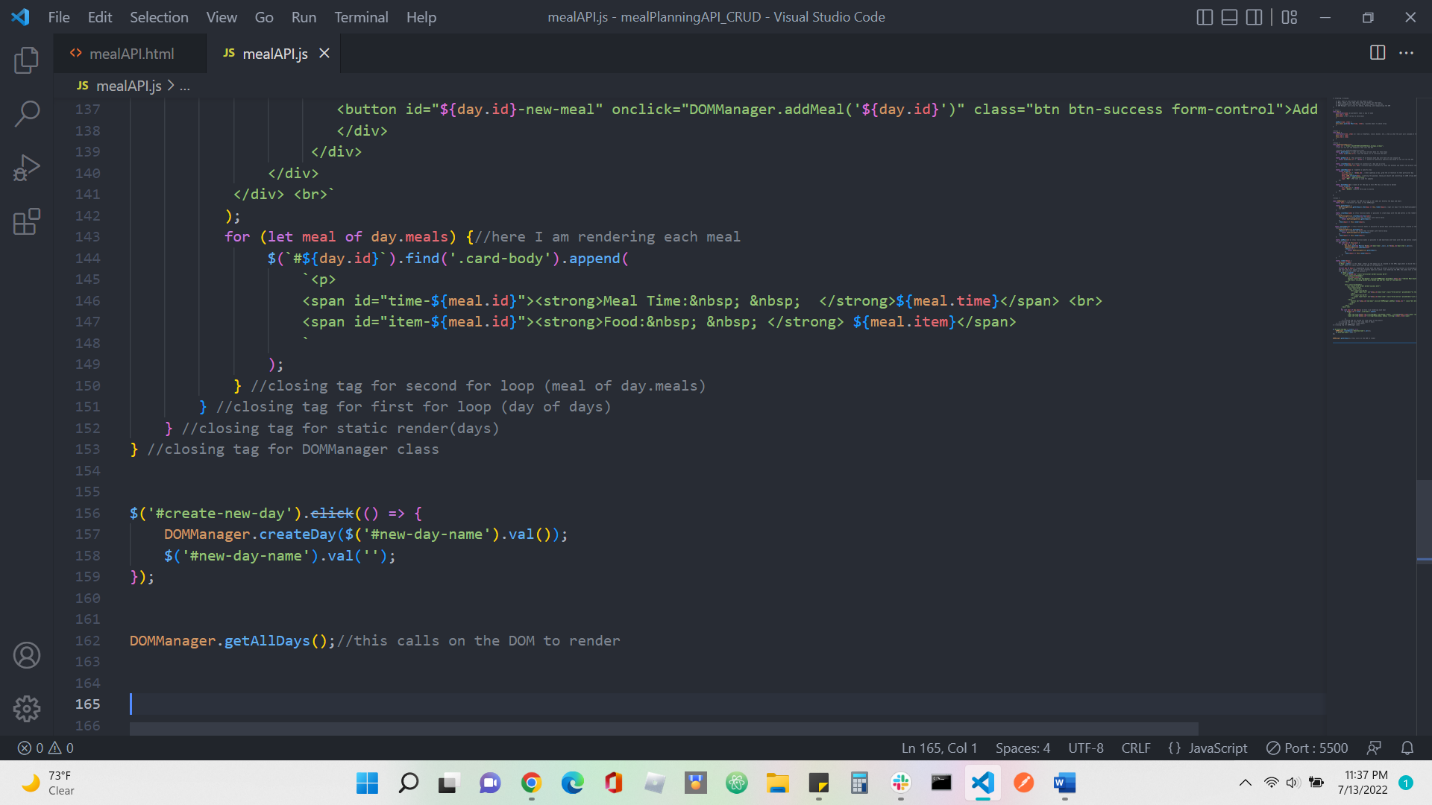 File Edit Selection View Go Run Terminal Help mealAPI.js - mealPlanningAPI_CRUD - Visual Studio Code
<> mealAPI.html JS mealAPI.js
JS mealAPI.js > ...
137 <button id="${day.id}-new-meal" onclick="DOMManager.addMeal('${day.id}')" class="btn btn-success form-control">Add
138 </div>
139 </div>
140 </div>
141 </div> <br>`
142 );
143 for (let meal of day.meals) {//here I am rendering each meal
144 $(`#${day.id}`).find('.card-body').append(
145 `<p>
146 <span id="time-${meal.id}"><strong>Meal Time:&nbsp; &nbsp;  </strong>${meal.time}</span> <br>
147 <span id="item-${meal.id}"><strong>Food:&nbsp; &nbsp; </strong> ${meal.item}</span>
148 `
149 );
150 } //closing tag for second for loop (meal of day.meals)
151 } //closing tag for first for loop (day of days)
152 } //closing tag for static render(days)
153 } //closing tag for DOMManager class
154
155
156 $('#create-new-day').click(() => {
157 DOMManager.createDay($('#new-day-name').val());
158 $('#new-day-name').val('');
159 });
160
161
162 DOMManager.getAllDays();//this calls on the DOM to render
163
164
165
166
0 0 Ln 165, Col 1 Spaces: 4 UTF-8 CRLF {} JavaScript Port : 5500
73°F
Clear
11:37 PM
7/13/2022
1